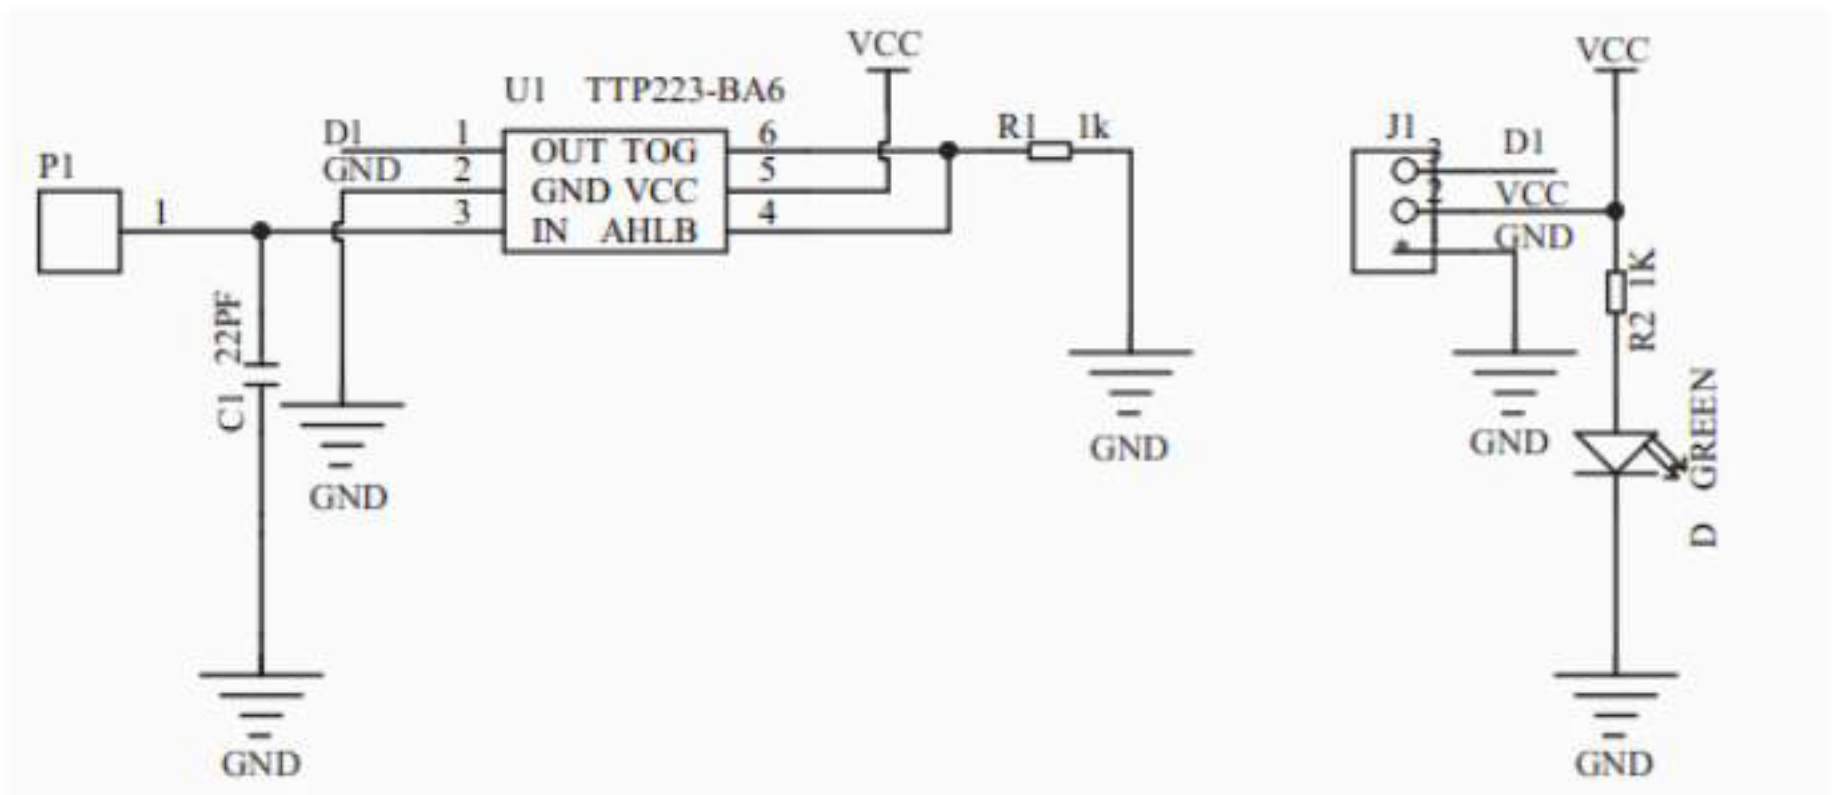 VCC
VCC
U1 TTP223-BA6
D1 1 OUT TOG 6
R1 1k
J1
3 D1
P1
GND 2 GND VCC 5
2 VCC
1 3 IN AHLB 4
1 GND
*
R2 1K
C1 22PF
GND
GND
GND
D GREEN
GND
GND